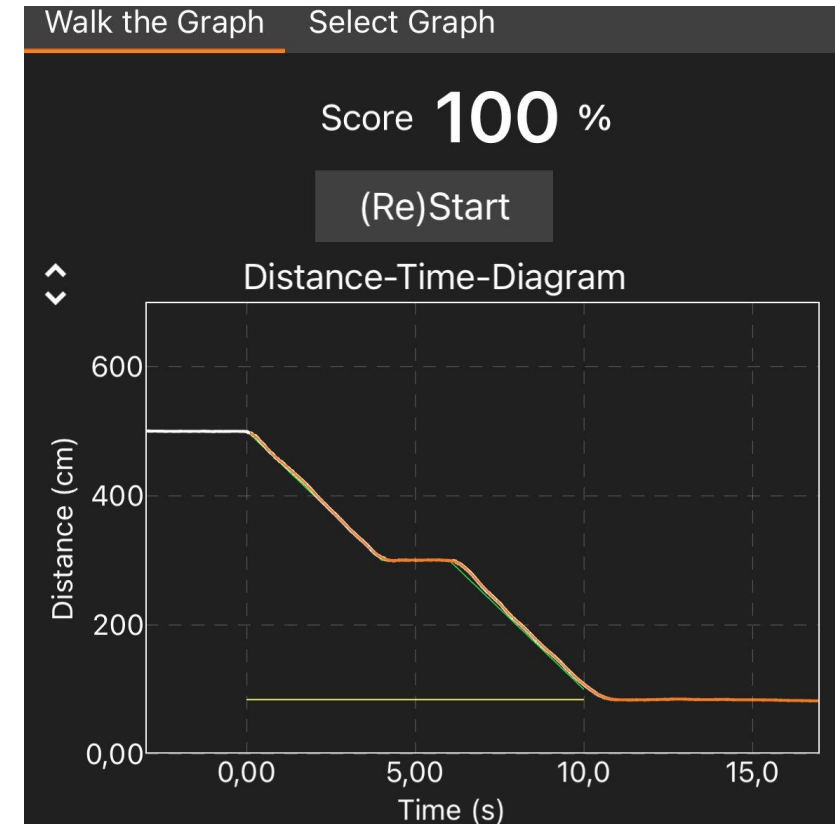 Walk the Graph Select Graph
Score 100 %
(Re)Start
Distance-Time-Diagram
600
400
200
0,00
Distance (cm)
0,00 5,00 10,0 15,0
Time (s)